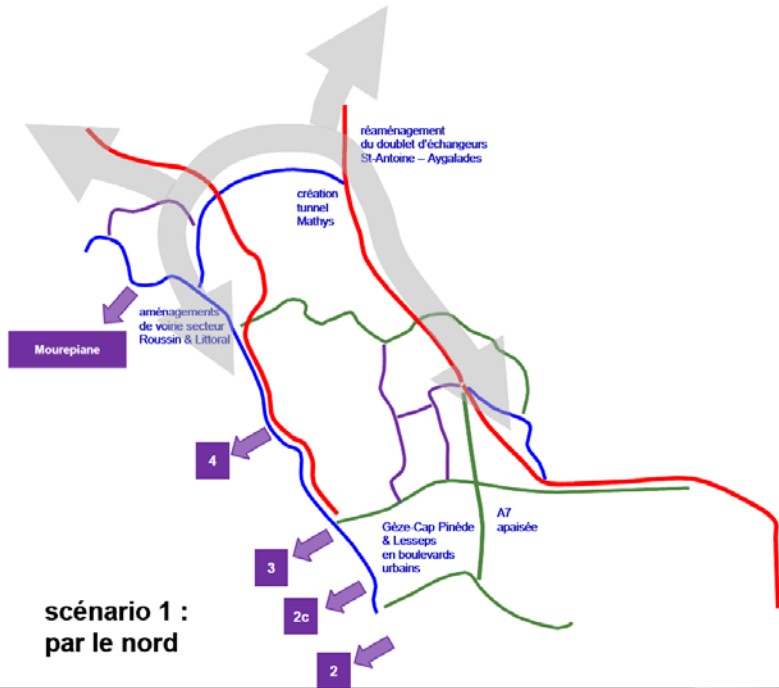 réaménagement
du doublet d'échangeurs
St-Antoine – Aygalades
création
tunnel
Mathys
aménagements
de voirie secteur
Roussin & Littoral
Mourepiane
4
Gèze-Cap Pinède
& Lesseps
en boulevards
urbains
A7
apaisée
3
2c
2
scénario 1 :
par le nord